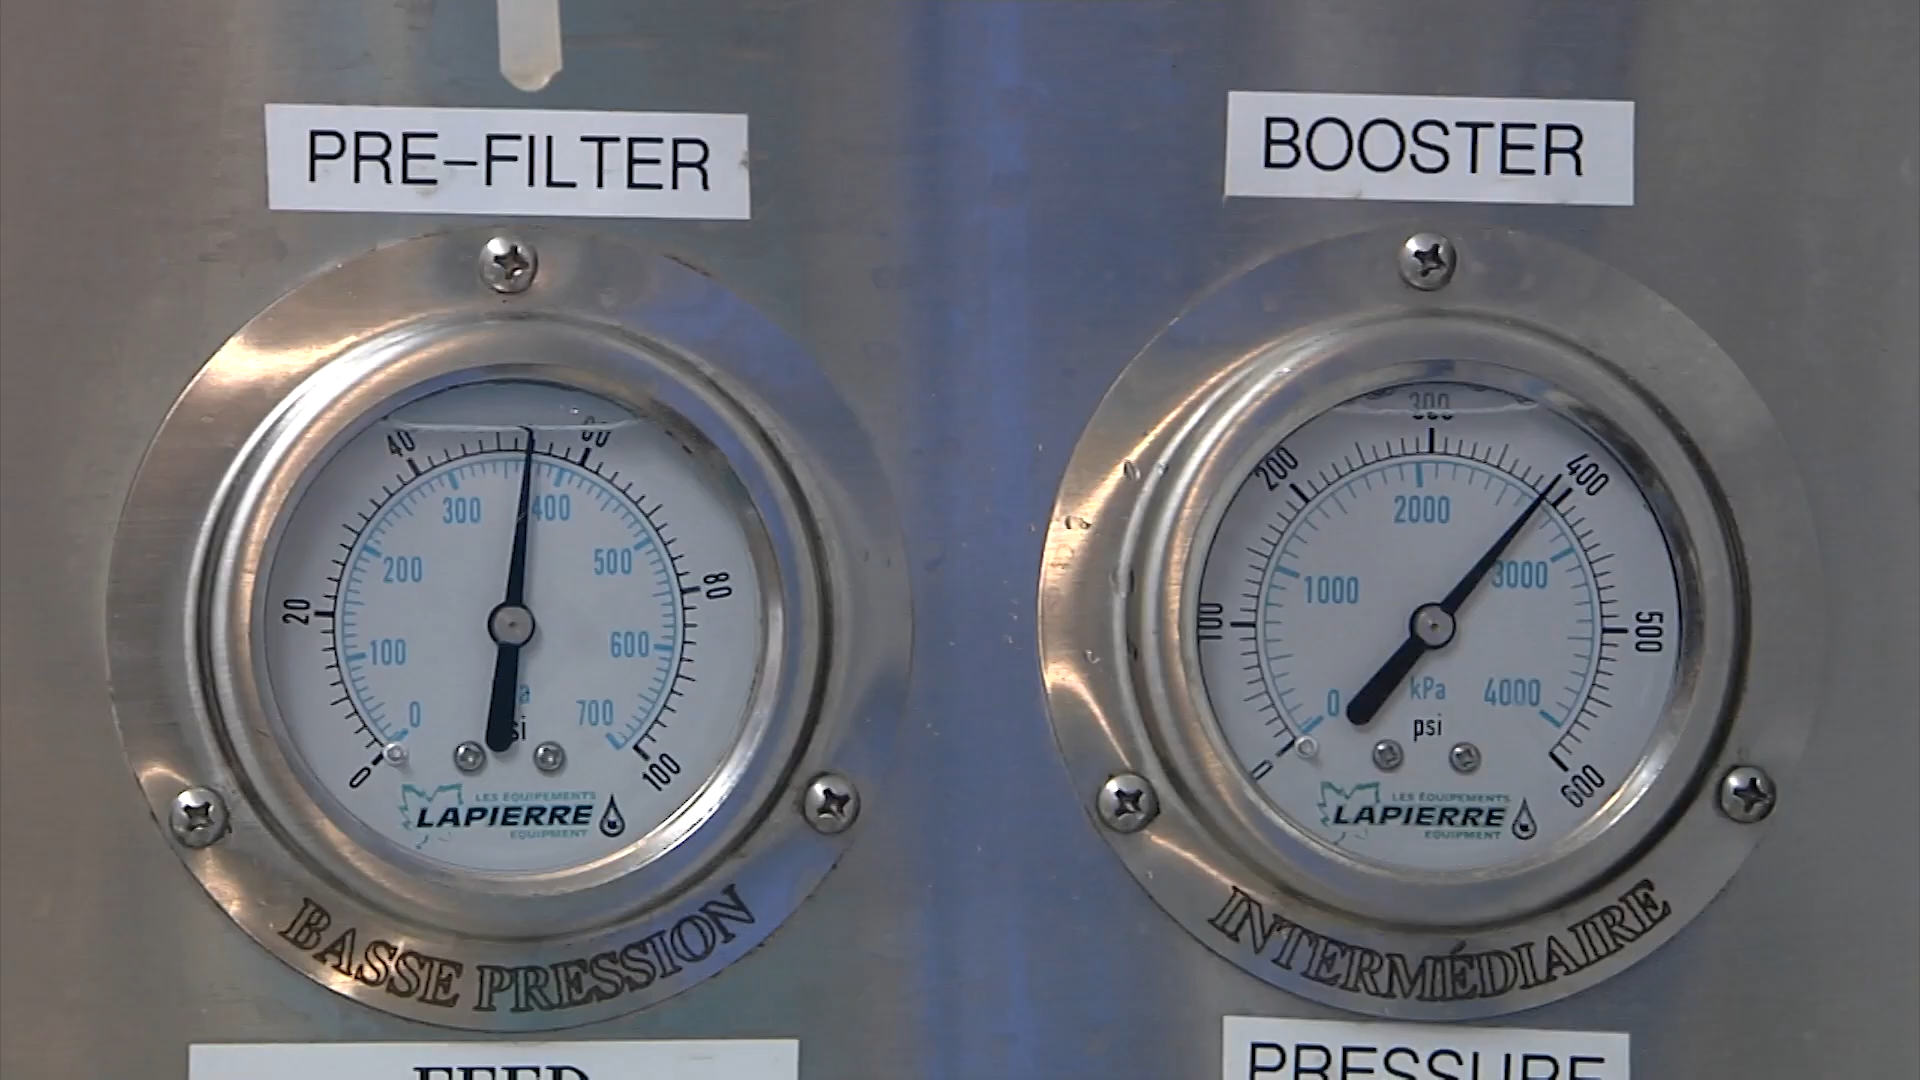 PRE-FILTER
BOOSTER
0
20
40
60
80
100
0
100
200
300
400
500
600
700
LES ÉQUIPEMENTS
LAPIERRE
EQUIPMENT
BASSE PRESSION
0
100
200
300
400
500
600
0
1000
2000
3000
4000
kPa
psi
LES ÉQUIPEMENTS
LAPIERRE
EQUIPMENT
INTERMÉDIAIRE
FEED
PRESSURE